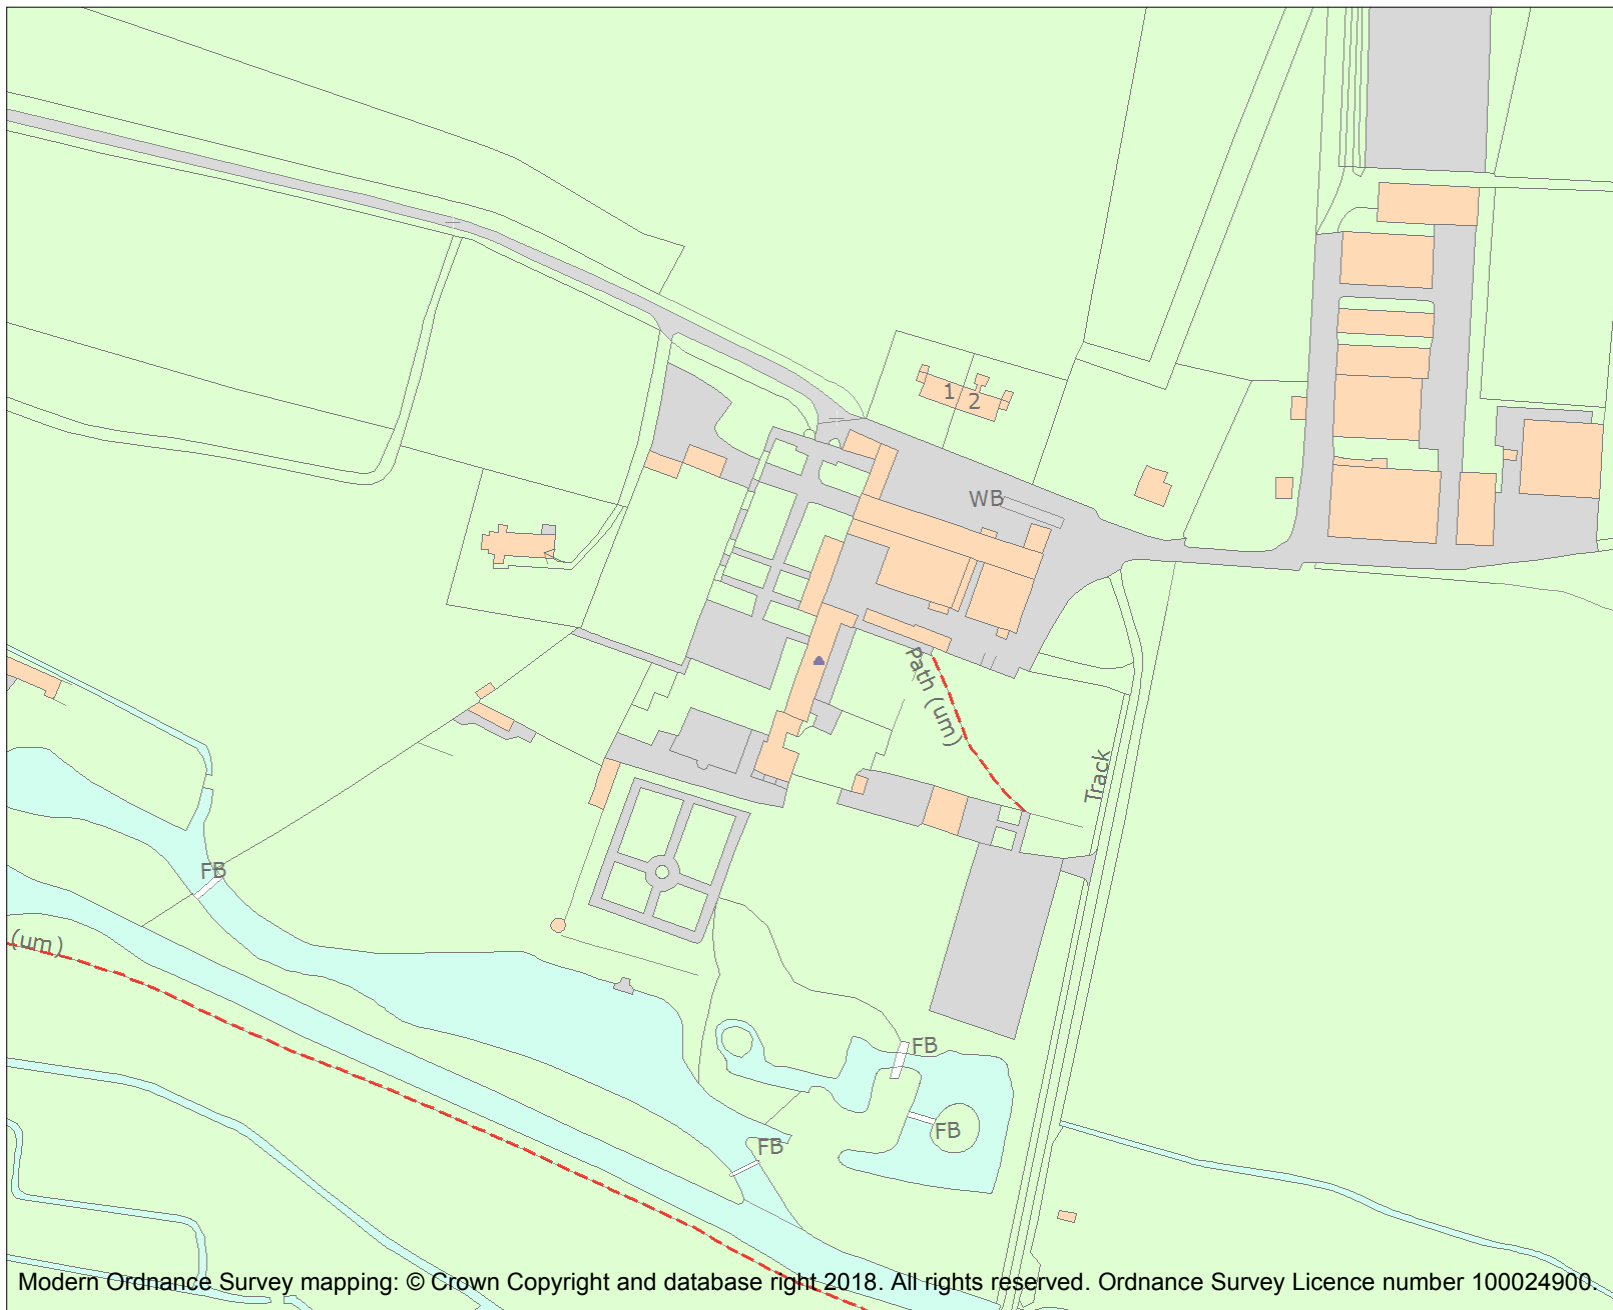 1
2
WB
Path (um)
Track
FB
(um)
FB
FB
FB
Modern Ordnance Survey mapping: © Crown Copyright and database right 2018. All rights reserved. Ordnance Survey Licence number 100024900.